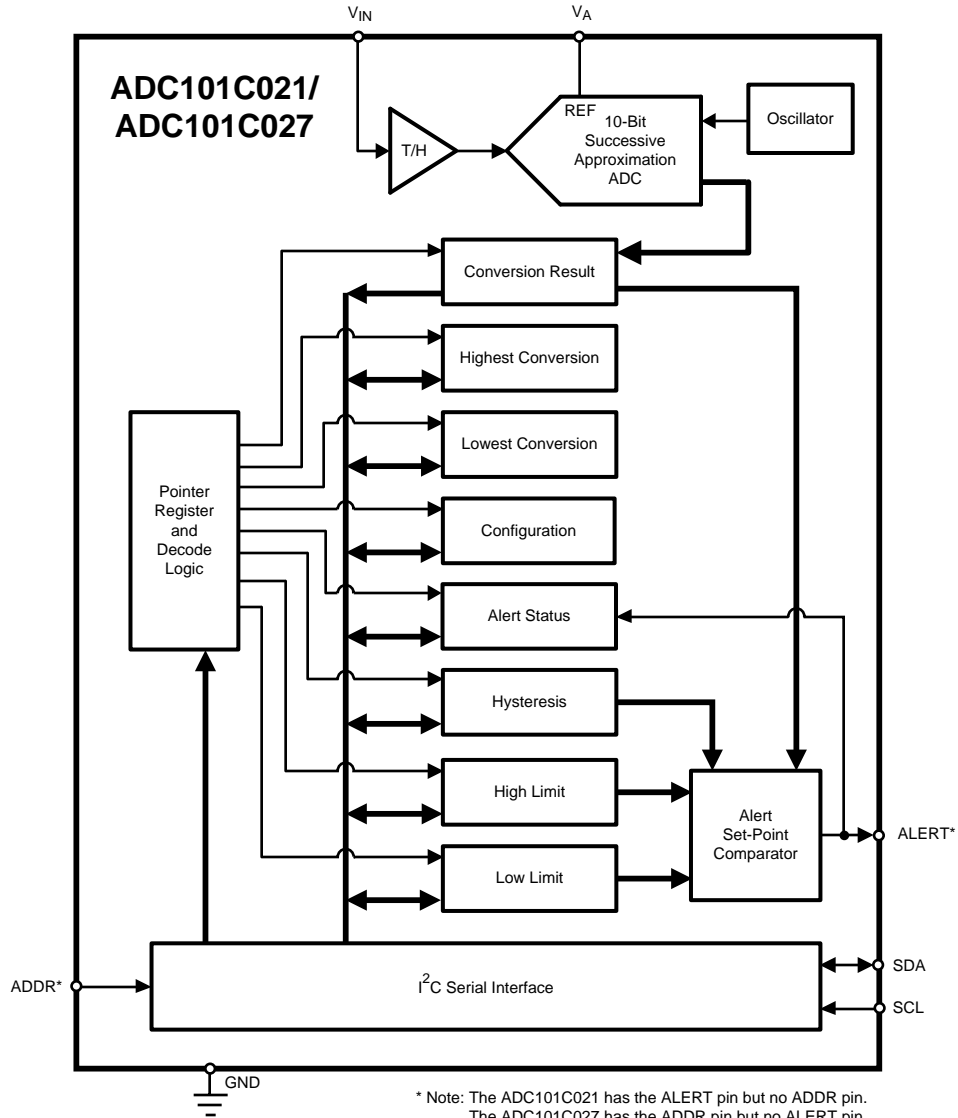 V_IN
V_A
ADC101C021/
ADC101C027
T/H
REF
10-Bit
Successive
Approximation
ADC
Oscillator
Conversion Result
Highest Conversion
Lowest Conversion
Pointer
Register
and
Decode
Logic
Configuration
Alert Status
Hysteresis
High Limit
Alert
Set-Point
Comparator
ALERT*
Low Limit
ADDR*
I²C Serial Interface
SDA
SCL
GND
* Note: The ADC101C021 has the ALERT pin but no ADDR pin.
The ADC101C027 has the ADDR pin but no ALERT pin.